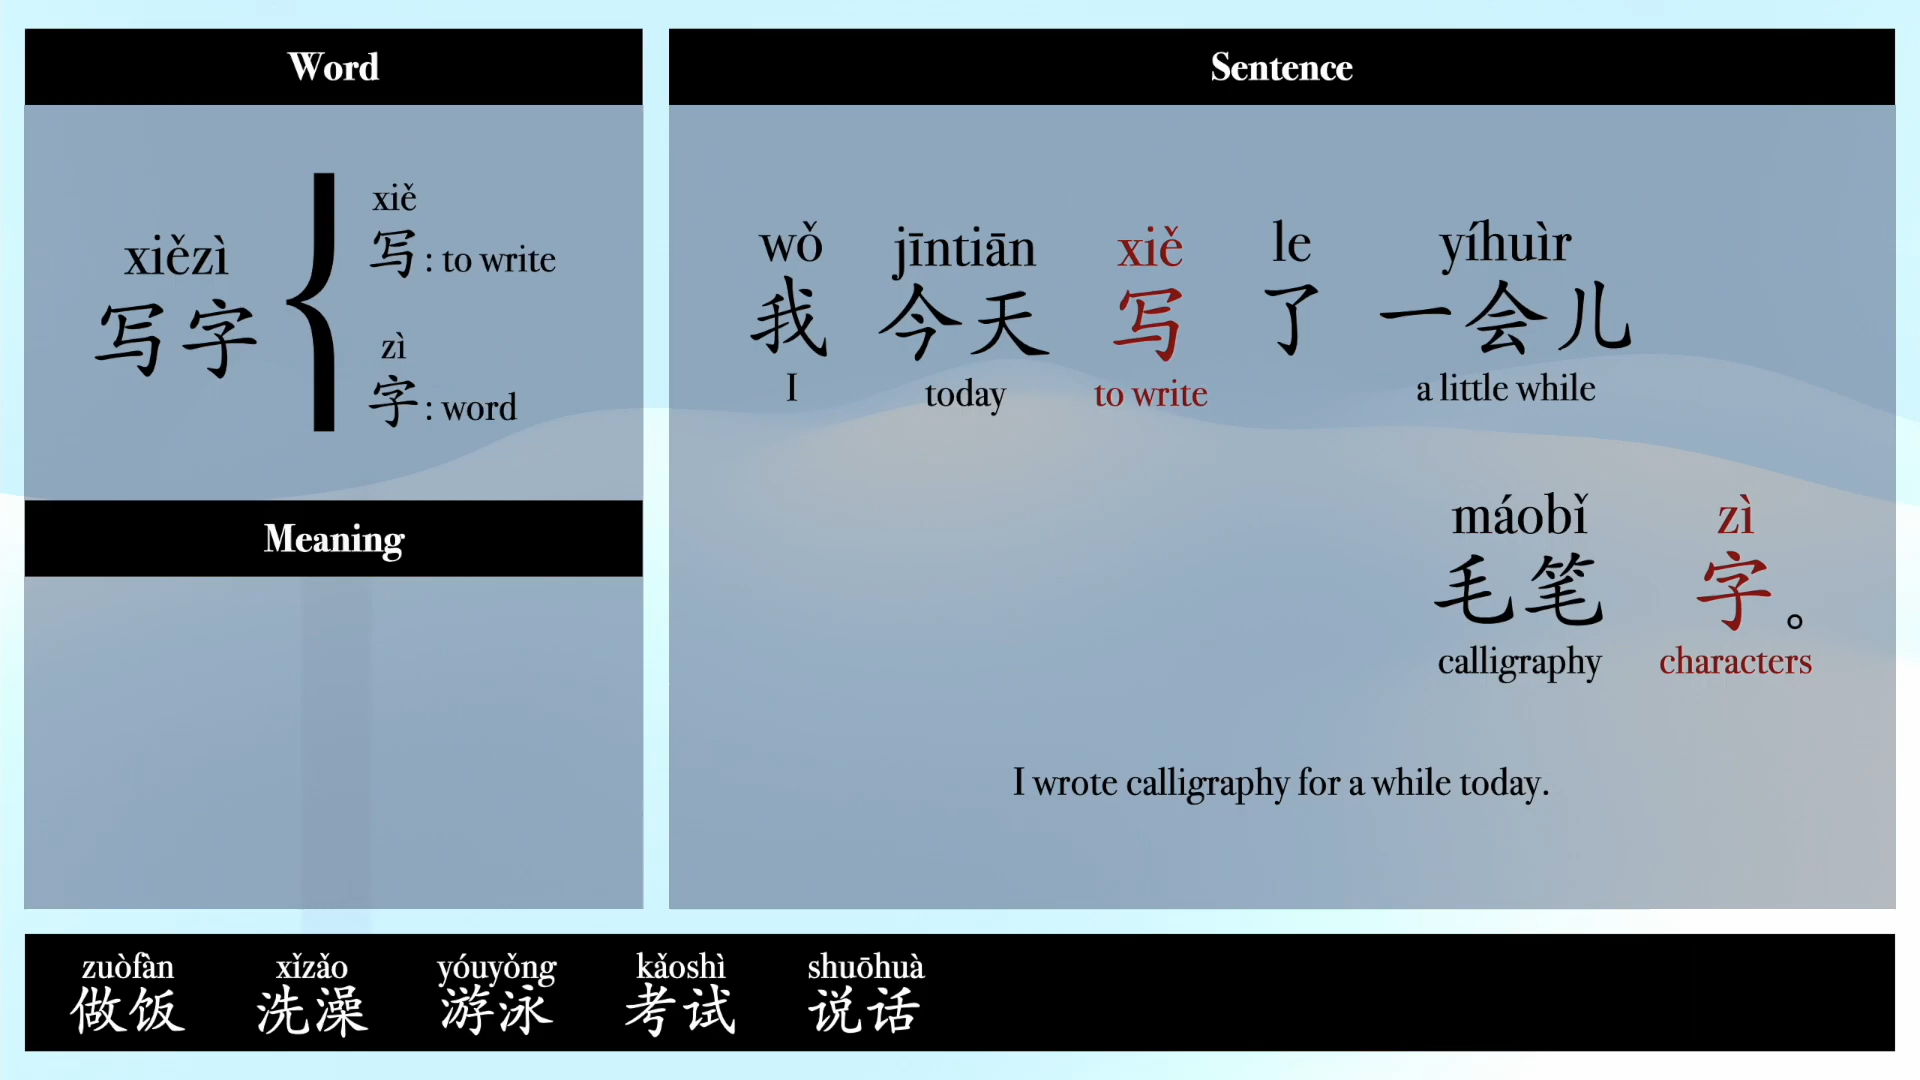 Word
xiězì
写字
xiě
写 : to write
zì
字 : word
Meaning
Sentence
wǒ jīntiān xiě le yíhuìr
我 今天 写 了 一会儿
I today to write a little while
máobǐ zì
毛笔 字。
calligraphy characters
I wrote calligraphy for a while today.
zuòfàn xǐzǎo yóuyǒng kǎoshì shuōhuà
做饭 洗澡 游泳 考试 说话